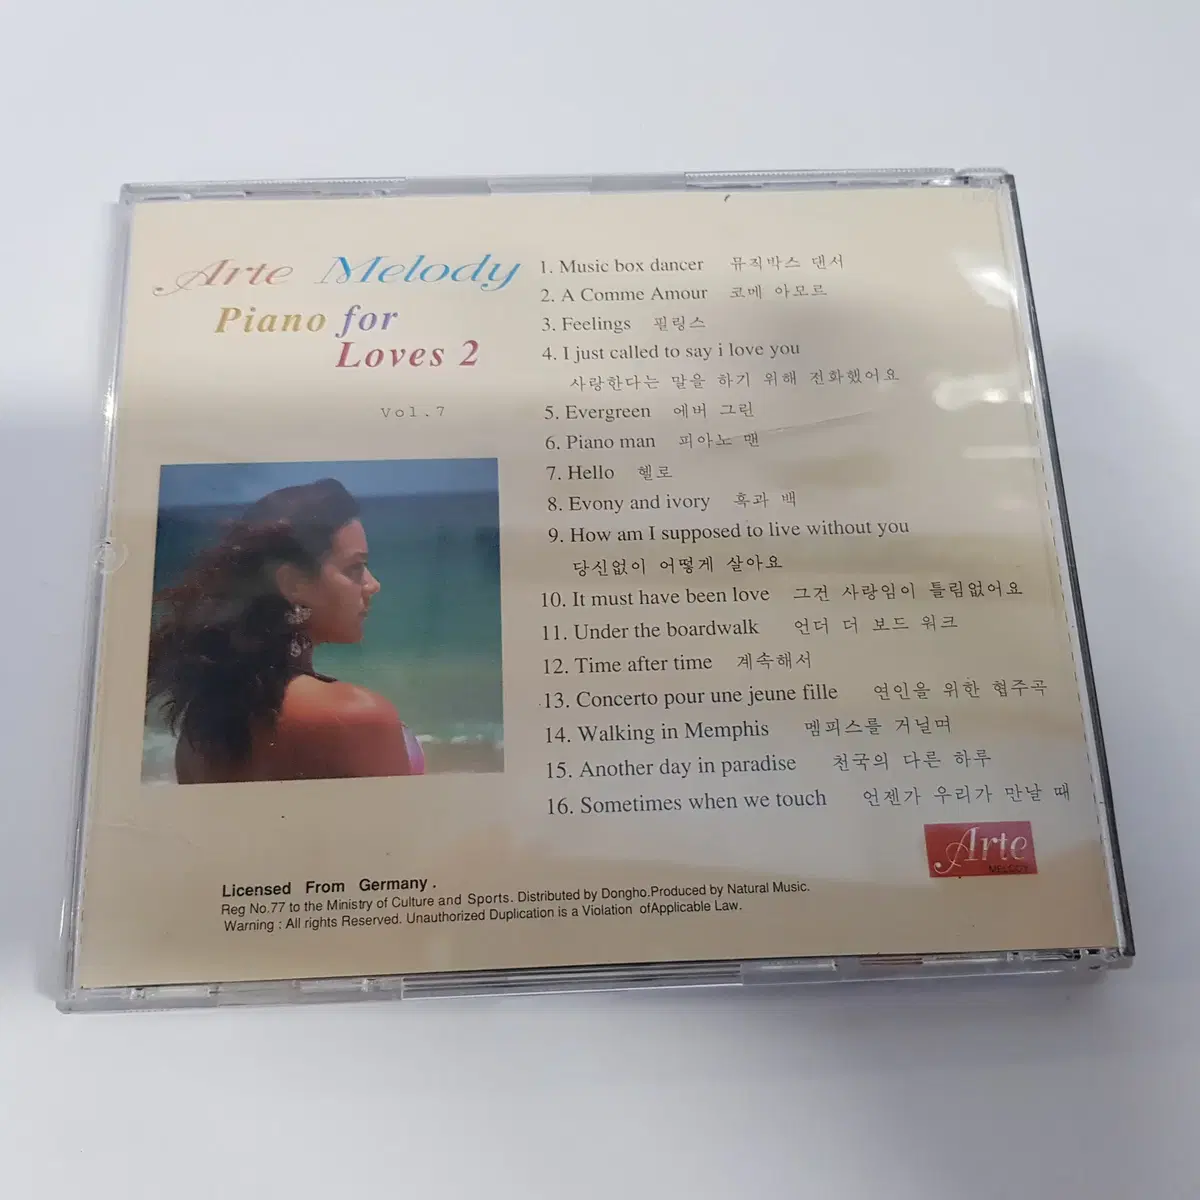 Arte Melody
Piano for
Loves 2
Vol.7
1. Music box dancer 뮤직박스 댄서
2. A Comme Amour 코메 아모르
3. Feelings 필링스
4. I just called to say i love you
사랑한다는 말을 하기 위해 전화했어요
5. Evergreen 에버 그린
6. Piano man 피아노 맨
7. Hello 헬로
8. Evony and ivory 흑과 백
9. How am I supposed to live without you
당신없이 어떻게 살아요
10. It must have been love 그건 사랑임이 틀림없어요
11. Under the boardwalk 언더 더 보드 워크
12. Time after time 계속해서
13. Concerto pour une jeune fille 연인을 위한 협주곡
14. Walking in Memphis 멤피스를 거닐며
15. Another day in paradise 천국의 다른 하루
16. Sometimes when we touch 언젠가 우리가 만날 때
Arte
MELODY
Licensed From Germany.
Reg No.77 to the Ministry of Culture and Sports. Distributed by Dongho.Produced by Natural Music.
Warning : All rights Reserved. Unauthorized Duplication is a Violation ofApplicable Law.